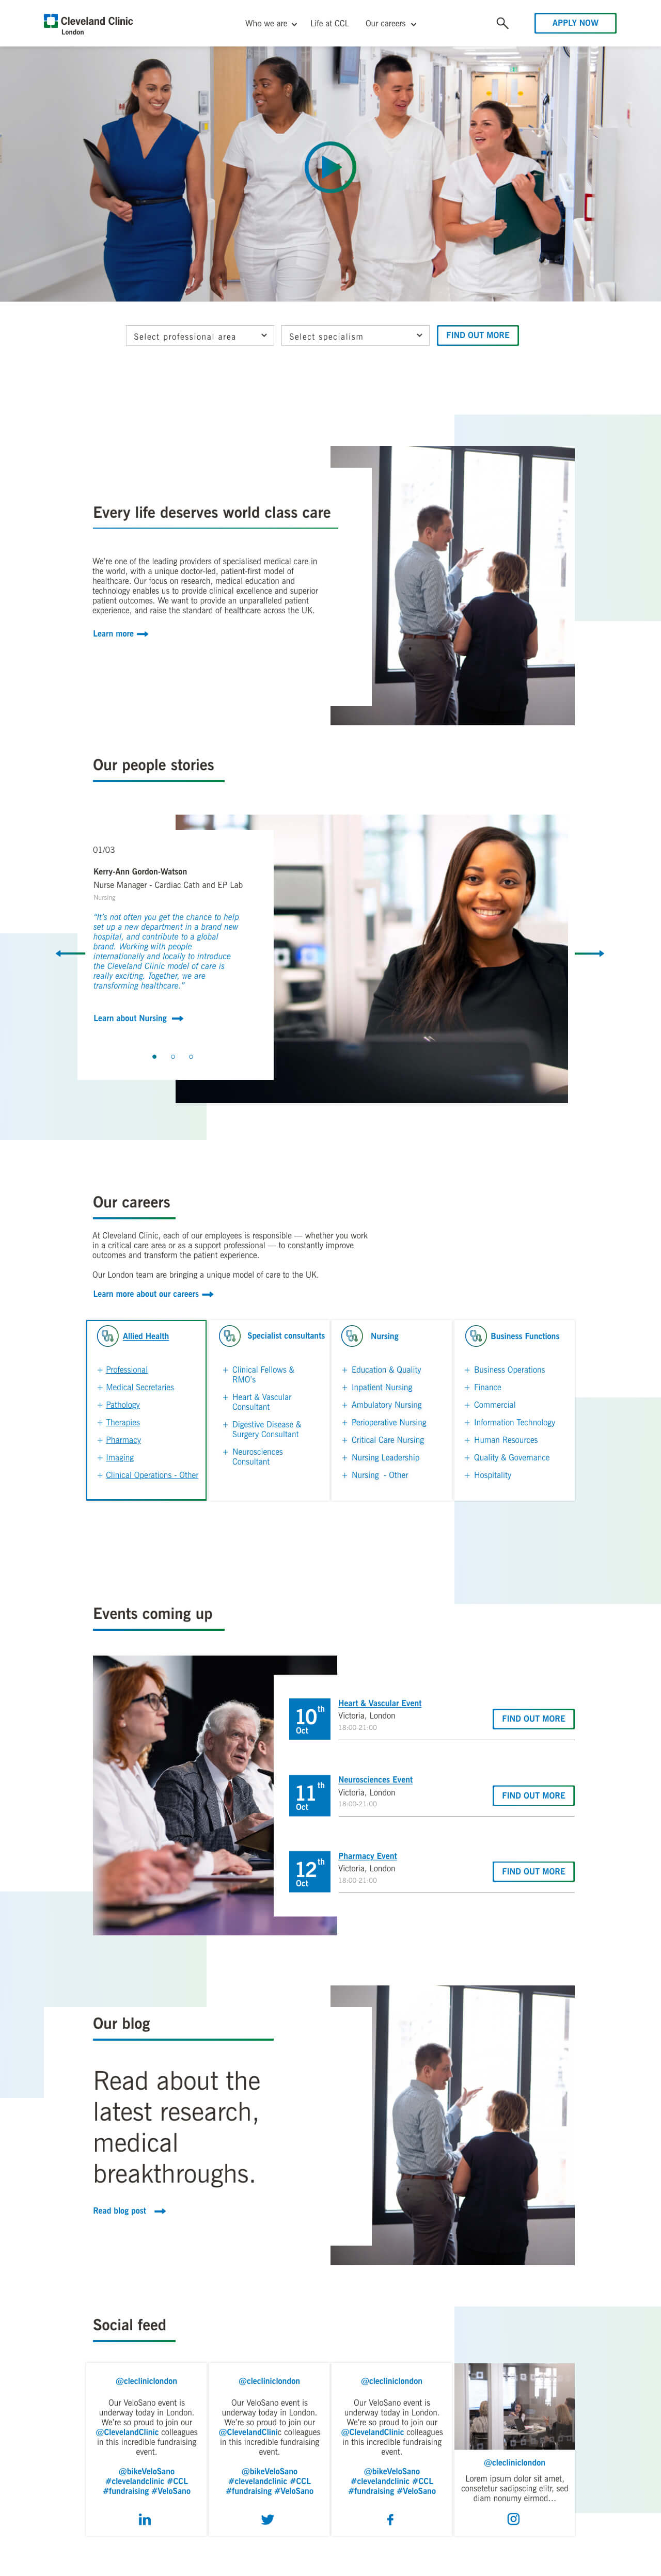 Cleveland Clinic
London
Who we are
Life at CCL
Our careers
APPLY NOW
Select professional area
Select specialism
FIND OUT MORE
Every life deserves world class care
We're one of the leading providers of specialised medical care in
the world, with a unique doctor-led, patient-first model of
healthcare. Our focus on research, medical education and
technology enables us to provide clinical excellence and superior
patient outcomes. We want to provide an unparalleled patient
experience, and raise the standard of healthcare across the UK.
Learn more
Our people stories
01/03
Kerry-Ann Gordon-Watson
Nurse Manager - Cardiac Cath and EP Lab
Nursing
"It's not often you get the chance to help
set up a new department in a brand new
hospital, and contribute to a global
brand. Working with people
internationally and locally to introduce
the Cleveland Clinic model of care is
really exciting. Together, we are
transforming healthcare."
Learn about Nursing
Our careers
At Cleveland Clinic, each of our employees is responsible — whether you work
in a critical care area or as a support professional — to constantly improve
outcomes and transform the patient experience.
Our London team are bringing a unique model of care to the UK.
Learn more about our careers
Allied Health
+ Professional
+ Medical Secretaries
+ Pathology
+ Therapies
+ Pharmacy
+ Imaging
+ Clinical Operations - Other
Specialist consultants
+ Clinical Fellows &
RMO's
+ Heart & Vascular
Consultant
+ Digestive Disease &
Surgery Consultant
+ Neurosciences
Consultant
Nursing
+ Education & Quality
+ Inpatient Nursing
+ Ambulatory Nursing
+ Perioperative Nursing
+ Critical Care Nursing
+ Nursing Leadership
+ Nursing - Other
Business Functions
+ Business Operations
+ Finance
+ Commercial
+ Information Technology
+ Human Resources
+ Quality & Governance
+ Hospitality
Events coming up
10th
Oct
Heart & Vascular Event
Victoria, London
18:00-21:00
FIND OUT MORE
11th
Oct
Neurosciences Event
Victoria, London
18:00-21:00
FIND OUT MORE
12th
Oct
Pharmacy Event
Victoria, London
18:00-21:00
FIND OUT MORE
Our blog
Read about the
latest research,
medical
breakthroughs.
Read blog post
Social feed
@clecliniclondon
Our VeloSano event is
underway today in London.
We're so proud to join our
@ClevelandClinic colleagues
in this incredible fundraising
event.
@bikeVeloSano
#clevelandclinic #CCL
#fundraising #VeloSano
in
@clecliniclondon
Our VeloSano event is
underway today in London.
We're so proud to join our
@ClevelandClinic colleagues
in this incredible fundraising
event.
@bikeVeloSano
#clevelandclinic #CCL
#fundraising #VeloSano
@clecliniclondon
Our VeloSano event is
underway today in London.
We're so proud to join our
@ClevelandClinic colleagues
in this incredible fundraising
event.
@bikeVeloSano
#clevelandclinic #CCL
#fundraising #VeloSano
f
@clecliniclondon
Lorem ipsum dolor sit amet,
consetetur sadipscing elitr, sed
diam nonumy eirmod...